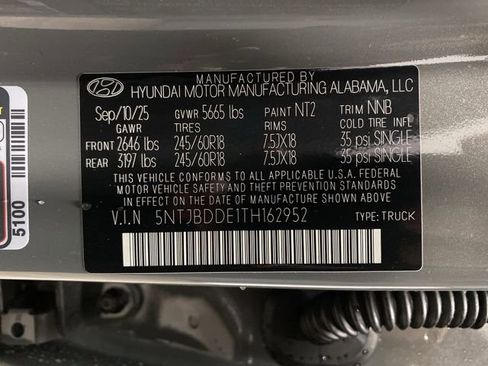 MANUFACTURED BY
HYUNDAI MOTOR MANUFACTURING ALABAMA, LLC
Sep/10/25 GVWR 5665 lbs PAINT NT2 TRIM NNB
GAWR TIRES RIMS COLD TIRE INFL
FRONT 2646 lbs 245/60R18 7.5JX18 35 psi SINGLE
REAR 3197 lbs 245/60R18 7.5JX18 35 psi SINGLE
THIS VEHICLE CONFORMS TO ALL APPLICABLE U.S.A. FEDERAL
MOTOR VEHICLE SAFETY AND THEFT PREVENTION STANDARDS IN
EFFECT ON THE DATE OF MANUFACTURE SHOWN ABOVE.
V.I.N 5NTJBDDE1TH162952 TYPE: TRUCK
5100